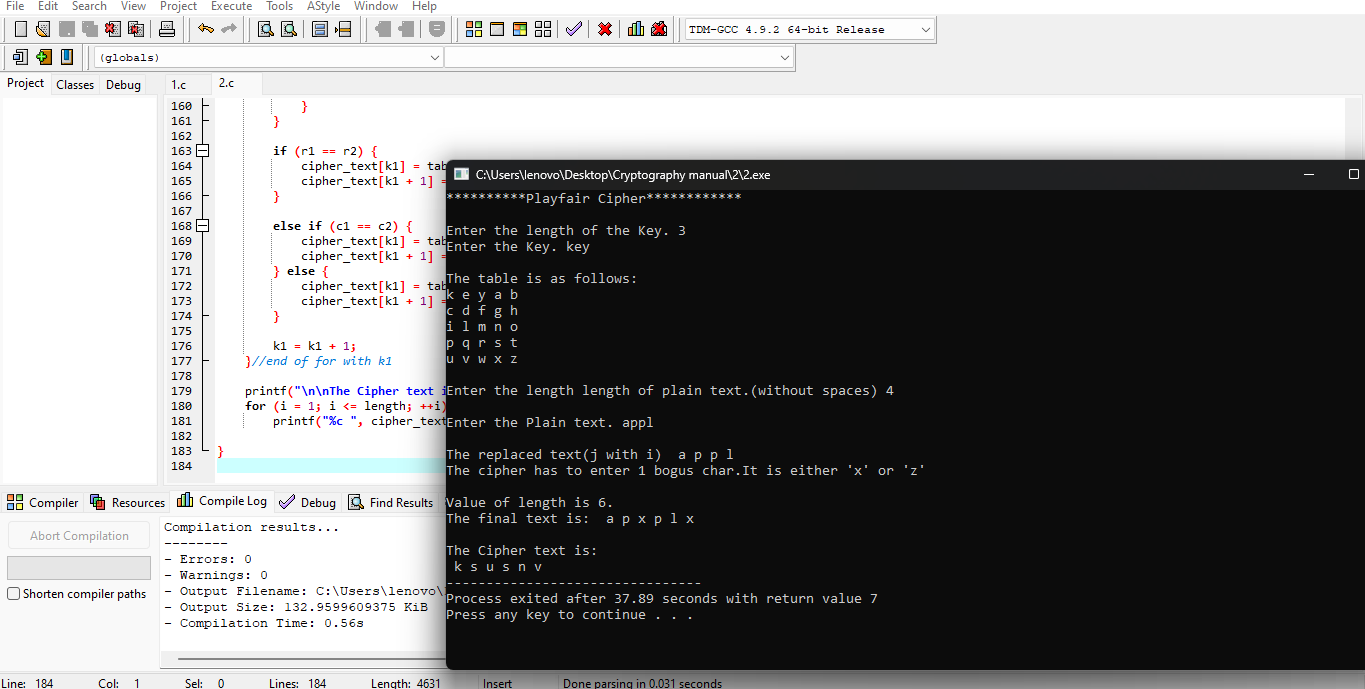 File Edit Search View Project Execute Tools AStyle Window Help
TDM-GCC 4.9.2 64-bit Release
(globals)
Project Classes Debug 1.c 2.c
160 }
161 }
162
163 if (r1 == r2) {
164 cipher_text[k1] = tab
165 cipher_text[k1 + 1] =
166 }
167
168 else if (c1 == c2) {
169 cipher_text[k1] = tab
170 cipher_text[k1 + 1] =
171 } else {
172 cipher_text[k1] = tab
173 cipher_text[k1 + 1] =
174 }
175
176 k1 = k1 + 1;
177 }//end of for with k1
178
179 printf("\n\nThe Cipher text i
180 for (i = 1; i <= length; ++i)
181 printf("%c ", cipher_text
182
183 }
184
C:\Users\lenovo\Desktop\Cryptography manual\2\2.exe
**********Playfair Cipher************
Enter the length of the Key. 3
Enter the Key. key
The table is as follows:
k e y a b
c d f g h
i l m n o
p q r s t
u v w x z
Enter the length length of plain text.(without spaces) 4
Enter the Plain text. appl
The replaced text(j with i)  a p p l
The cipher has to enter 1 bogus char.It is either 'x' or 'z'
Value of length is 6.
The final text is:  a p x p l x
The Cipher text is:
k s u s n v
--------------------------------
Process exited after 37.89 seconds with return value 7
Press any key to continue . . .
Compiler Resources Compile Log Debug Find Results
Abort Compilation
Shorten compiler paths
Compilation results...
--------
- Errors: 0
- Warnings: 0
- Output Filename: C:\Users\lenovo\
- Output Size: 132.9599609375 KiB
- Compilation Time: 0.56s
Line: 184 Col: 1 Sel: 0 Lines: 184 Length: 4631 Insert Done parsing in 0.031 seconds